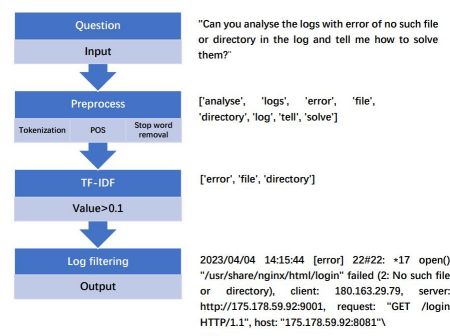 Question
Input
"Can you analyse the logs with error of no such file
or directory in the log and tell me how to solve
them?"
Preprocess
Tokenization POS Stop word
removal
['analyse', 'logs', 'error', 'file',
'directory', 'log', 'tell', 'solve']
TF-IDF
Value>0.1
['error', 'file', 'directory']
Log filtering
Output
2023/04/04 14:15:44 [error] 22#22: *17 open()
"/usr/share/nginx/html/login" failed (2: No such file
or directory), client: 180.163.29.79, server:
http://175.178.59.92:9001, request: "GET /login
HTTP/1.1", host: "175.178.59.92:8081"\